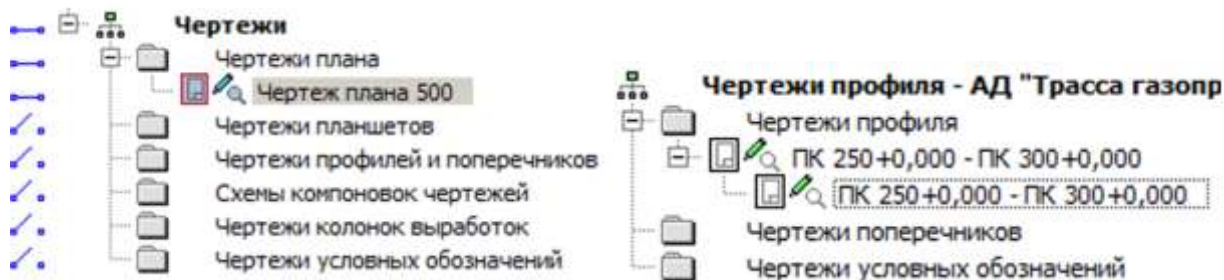 Чертежи
Чертежи плана
Чертеж плана 500
Чертежи планшетов
Чертежи профилей и поперечников
Схемы компоновок чертежей
Чертежи колонок выработок
Чертежи условных обозначений
Чертежи профиля - АД "Трасса газопр
Чертежи профиля
ПК 250+0,000 - ПК 300+0,000
ПК 250+0,000 - ПК 300+0,000
Чертежи поперечников
Чертежи условных обозначений